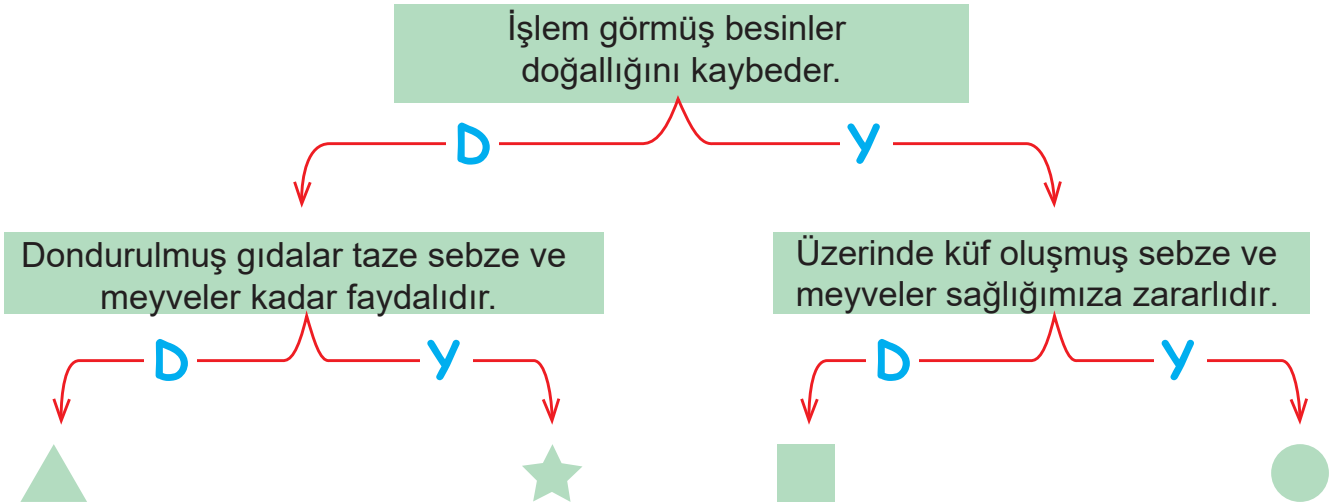 İşlem görmüş besinler
doğallığını kaybeder.
D
Y
Dondurulmuş gıdalar taze sebze ve
meyveler kadar faydalıdır.
Üzerinde küf oluşmuş sebze ve
meyveler sağlığımıza zararlıdır.
D
Y
D
Y